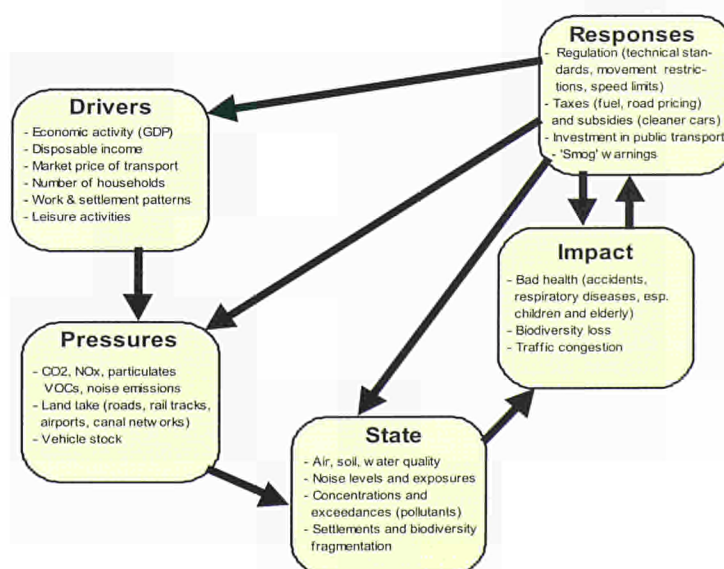 Responses
- Regulation (technical stan-
dards, movement restric-
tions, speed limits)
- Taxes (fuel, road pricing)
and subsidies (cleaner cars)
- Investment in public transport
- 'Smog' warnings
Drivers
- Economic activity (GDP)
- Disposable income
- Market price of transport
- Number of households
- Work & settlement patterns
- Leisure activities
Impact
- Bad health (accidents,
respiratory diseases, esp.
children and elderly)
- Biodiversity loss
- Traffic congestion
Pressures
- CO2, NOx, particulates
VOCs, noise emissions
- Land take (roads, rail tracks,
airports, canal networks)
- Vehicle stock
State
- Air, soil, water quality
- Noise levels and exposures
- Concentrations and
exceedances (pollutants)
- Settlements and biodiversity
fragmentation